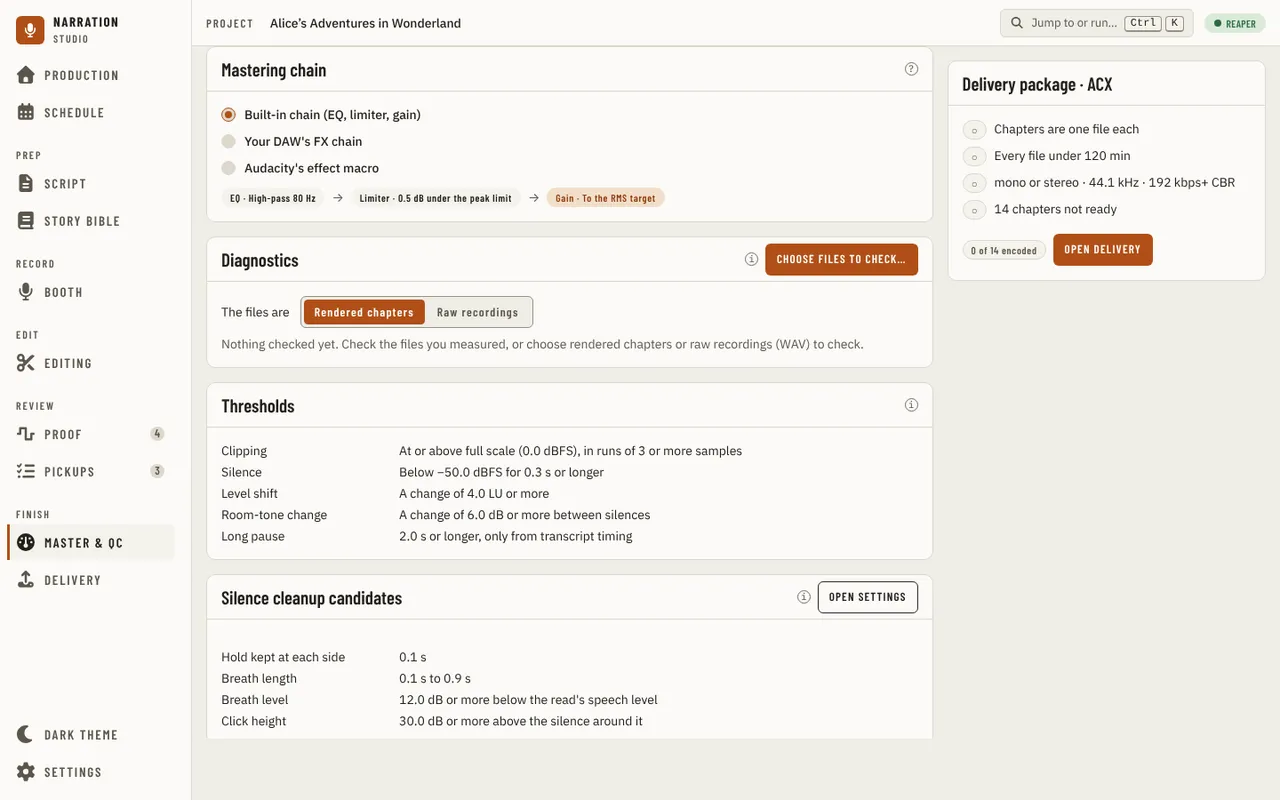 NARRATION
STUDIO
PRODUCTION
SCHEDULE
PREP
SCRIPT
STORY BIBLE
RECORD
BOOTH
EDIT
EDITING
REVIEW
PROOF 4
PICKUPS 3
FINISH
MASTER & QC
DELIVERY
DARK THEME
SETTINGS
PROJECT Alice’s Adventures in Wonderland
Jump to or run... Ctrl K
REAPER
Mastering chain
Built-in chain (EQ, limiter, gain)
Your DAW's FX chain
Audacity's effect macro
EQ · High-pass 80 Hz → Limiter · 0.5 dB under the peak limit → Gain · To the RMS target
Diagnostics
CHOOSE FILES TO CHECK...
The files are Rendered chapters Raw recordings
Nothing checked yet. Check the files you measured, or choose rendered chapters or raw recordings (WAV) to check.
Thresholds
Clipping At or above full scale (0.0 dBFS), in runs of 3 or more samples
Silence Below −50.0 dBFS for 0.3 s or longer
Level shift A change of 4.0 LU or more
Room-tone change A change of 6.0 dB or more between silences
Long pause 2.0 s or longer, only from transcript timing
Silence cleanup candidates
OPEN SETTINGS
Hold kept at each side 0.1 s
Breath length 0.1 s to 0.9 s
Breath level 12.0 dB or more below the read's speech level
Click height 30.0 dB or more above the silence around it
Delivery package · ACX
Chapters are one file each
Every file under 120 min
mono or stereo · 44.1 kHz · 192 kbps+ CBR
14 chapters not ready
0 of 14 encoded
OPEN DELIVERY